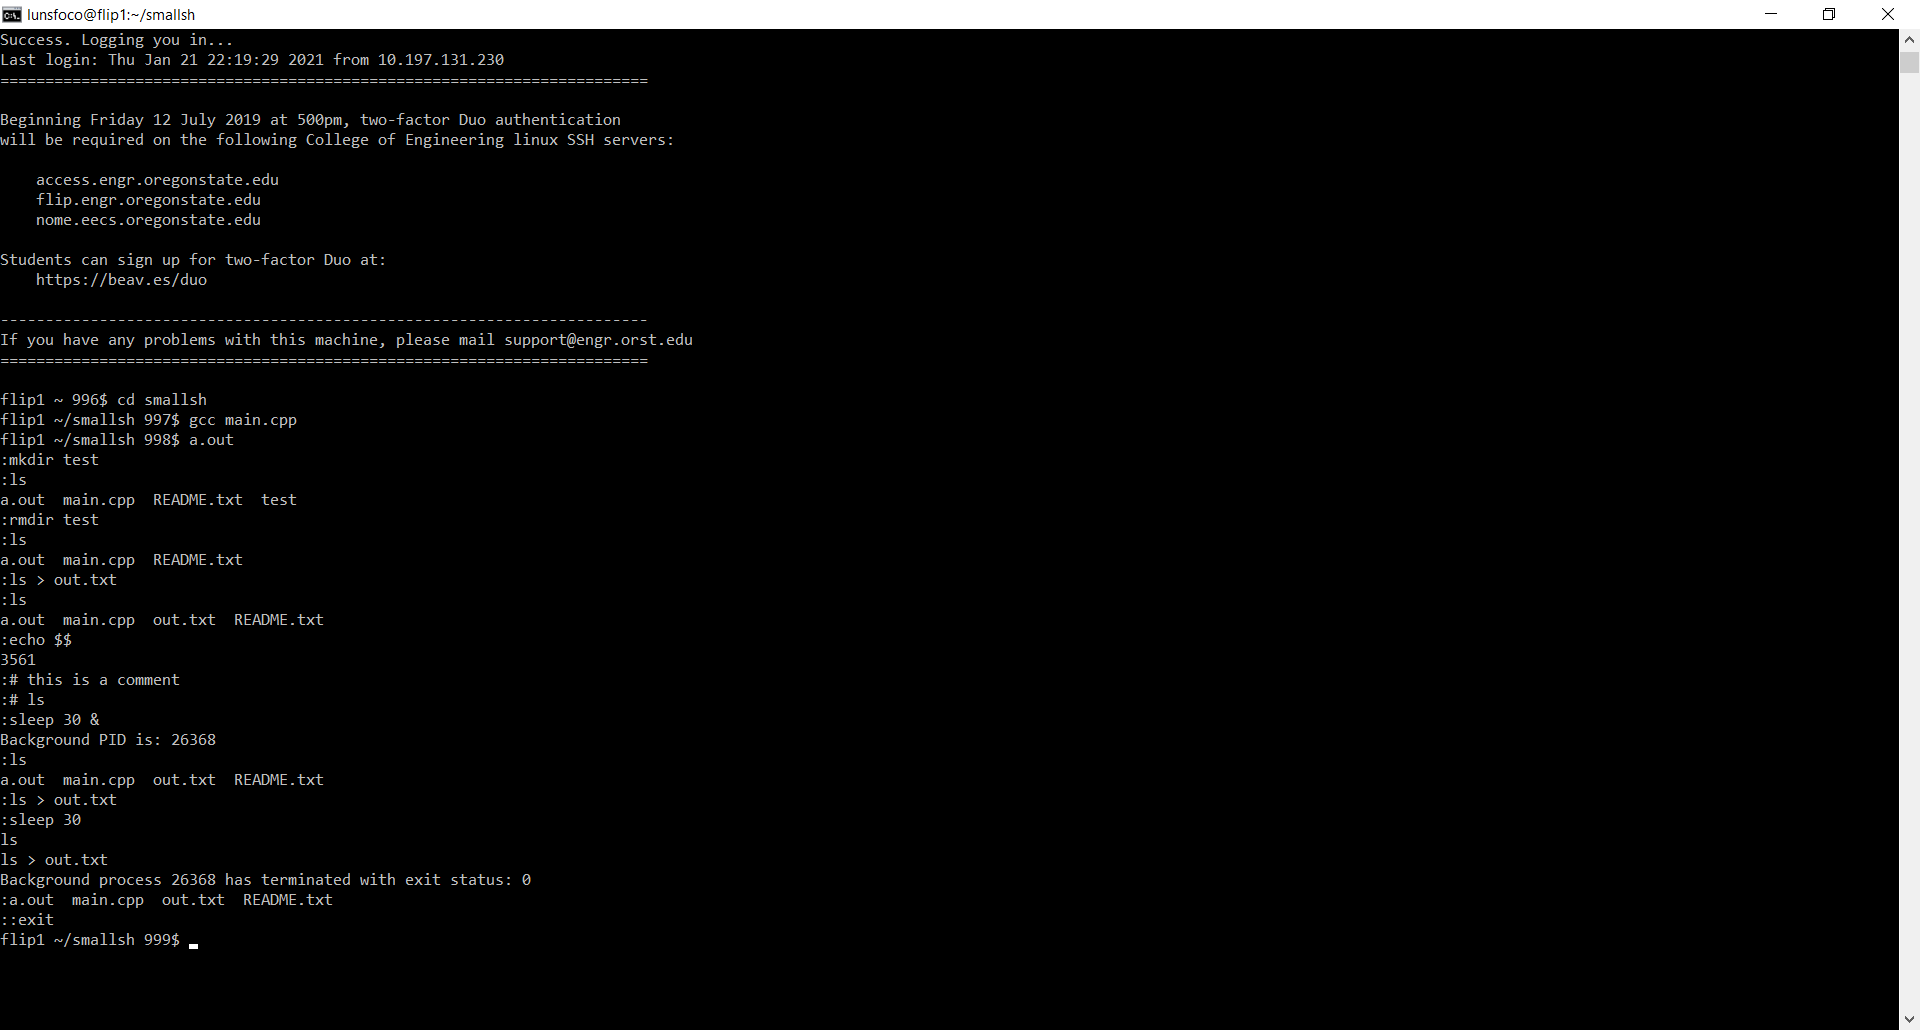 lunsfoco@flip1:~/smallsh
Success. Logging you in...
Last login: Thu Jan 21 22:19:29 2021 from 10.197.131.230
========================================================================
Beginning Friday 12 July 2019 at 500pm, two-factor Duo authentication
will be required on the following College of Engineering linux SSH servers:
    access.engr.oregonstate.edu
    flip.engr.oregonstate.edu
    nome.eecs.oregonstate.edu
Students can sign up for two-factor Duo at:
    https://beav.es/duo
------------------------------------------------------------------------
If you have any problems with this machine, please mail support@engr.orst.edu
========================================================================
flip1 ~ 996$ cd smallsh
flip1 ~/smallsh 997$ gcc main.cpp
flip1 ~/smallsh 998$ a.out
:mkdir test
:ls
a.out  main.cpp  README.txt  test
:rmdir test
:ls
a.out  main.cpp  README.txt
:ls > out.txt
:ls
a.out  main.cpp  out.txt  README.txt
:echo $$
3561
:# this is a comment
:# ls
:sleep 30 &
Background PID is: 26368
:ls
a.out  main.cpp  out.txt  README.txt
:ls > out.txt
:sleep 30
ls
ls > out.txt
Background process 26368 has terminated with exit status: 0
:a.out  main.cpp  out.txt  README.txt
::exit
flip1 ~/smallsh 999$